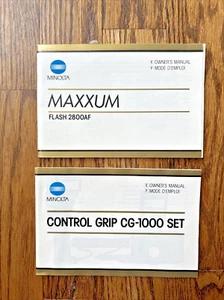 MINOLTA
OWNER'S MANUAL
MODE D'EMPLOI
MAXXUM
FLASH 2800AF
MINOLTA
OWNER'S MANUAL
MODE D'EMPLOI
CONTROL GRIP CG-1000 SET